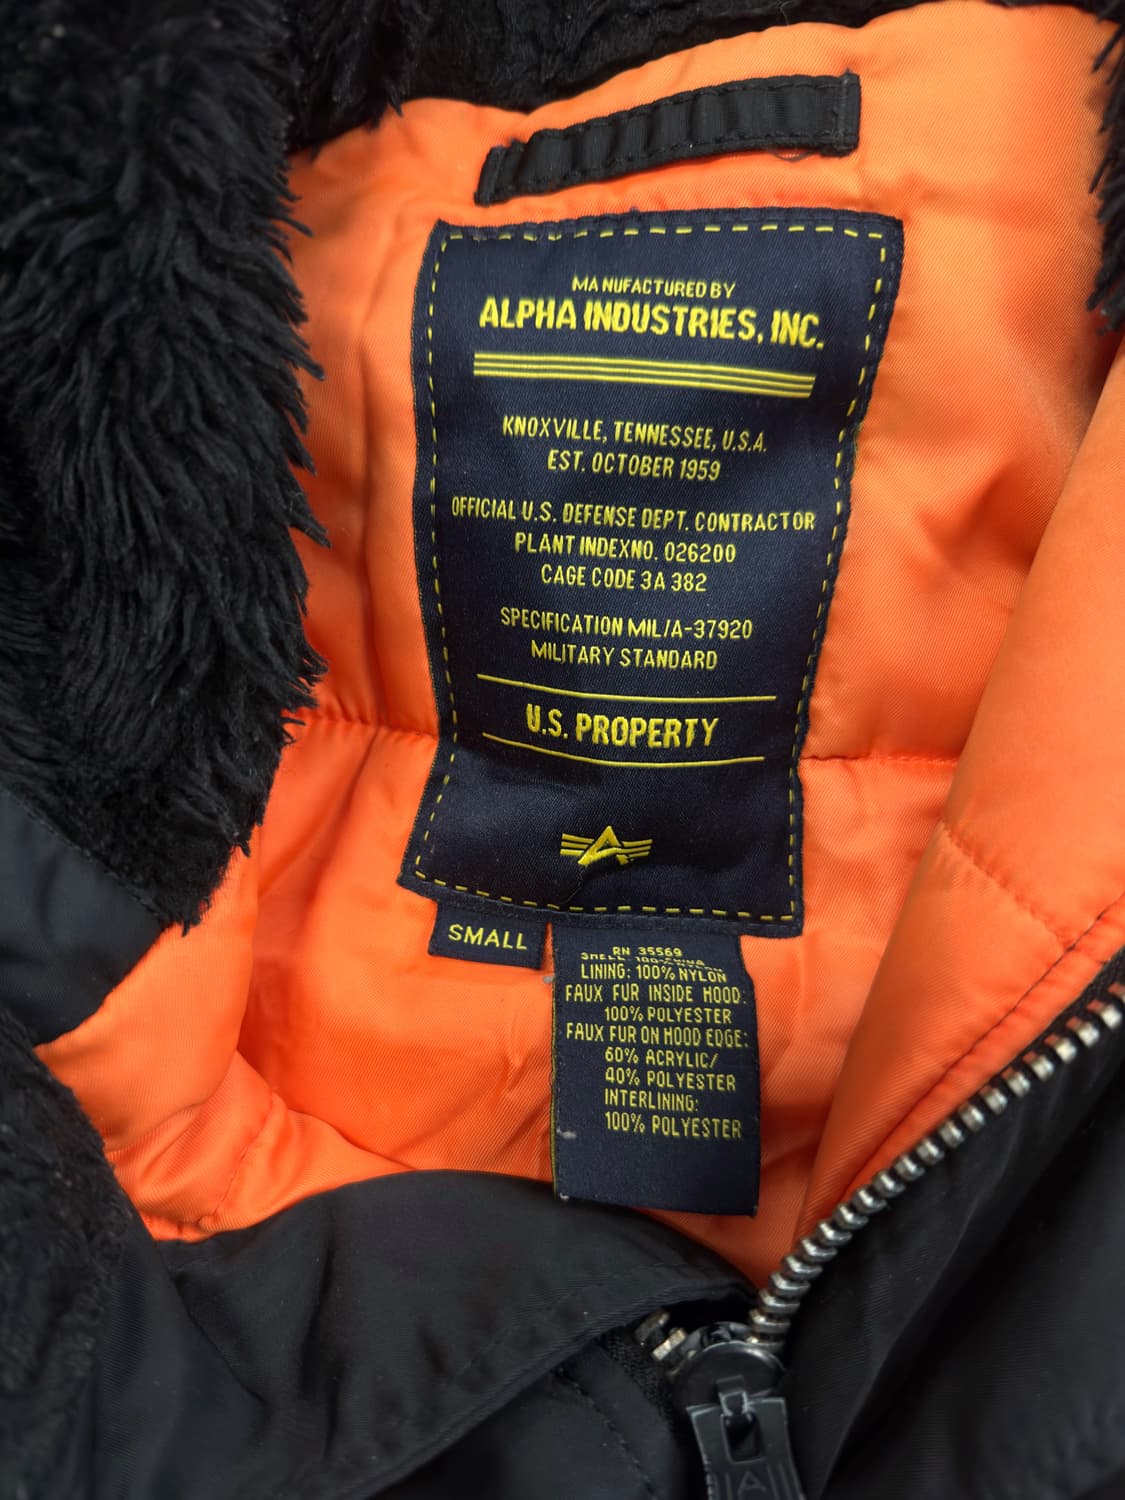 MANUFACTURED BY
ALPHA INDUSTRIES, INC.
KNOXVILLE, TENNESSEE, U.S.A.
EST. OCTOBER 1959
OFFICIAL U.S. DEFENSE DEPT. CONTRACTOR
PLANT INDEXNO. 026200
CAGE CODE 3A 382
SPECIFICATION MIL/A-37920
MILITARY STANDARD
U.S. PROPERTY
SMALL
RN 35569
LINING: 100% NYLON
FAUX FUR INSIDE HOOD:
100% POLYESTER
FAUX FUR ON HOOD EDGE:
60% ACRYLIC/
40% POLYESTER
INTERLINING:
100% POLYESTER